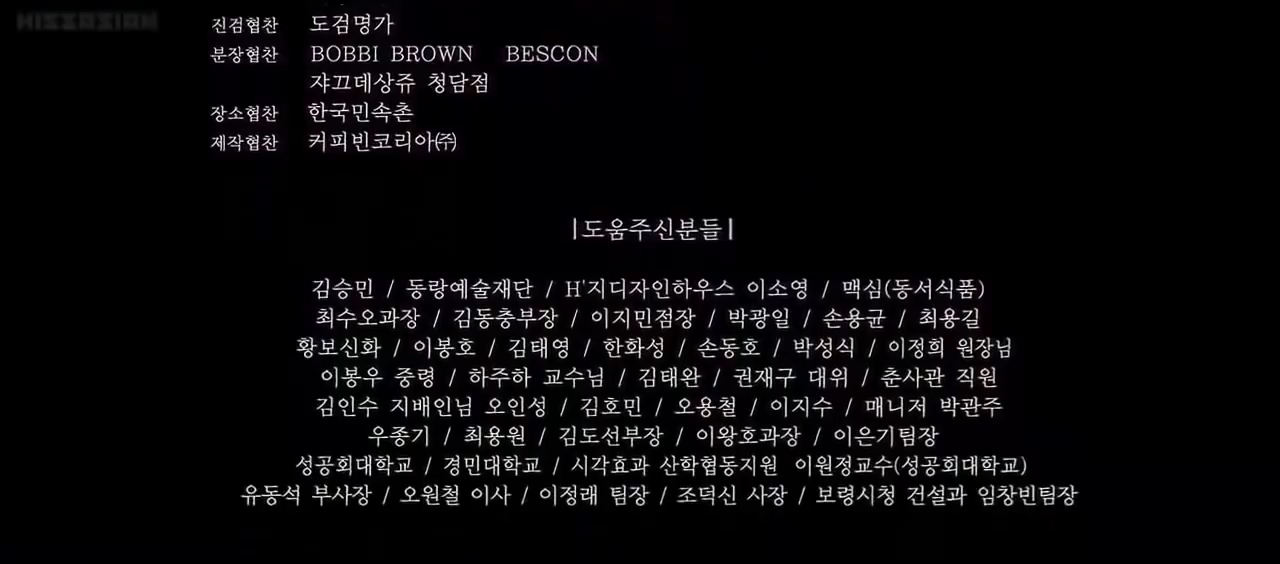 KISSASIAN
진검협찬 도검명가
분장협찬 BOBBI BROWN BESCON
쟈끄데상쥬 청담점
장소협찬 한국민속촌
제작협찬 커피빈코리아㈜
|도움주신분들|
김승민 / 동랑예술재단 / H'지디자인하우스 이소영 / 맥심(동서식품)
최수오과장 / 김동충부장 / 이지민점장 / 박광일 / 손용균 / 최용길
황보신화 / 이봉호 / 김태영 / 한화성 / 손동호 / 박성식 / 이정희 원장님
이봉우 중령 / 하주하 교수님 / 김태완 / 권재구 대위 / 춘사관 직원
김인수 지배인님 오인성 / 김호민 / 오용철 / 이지수 / 매니저 박관주
우종기 / 최용원 / 김도선부장 / 이왕호과장 / 이은기팀장
성공회대학교 / 경민대학교 / 시각효과 산학협동지원 이원정교수(성공회대학교)
유동석 부사장 / 오원철 이사 / 이정래 팀장 / 조덕신 사장 / 보령시청 건설과 임창빈팀장